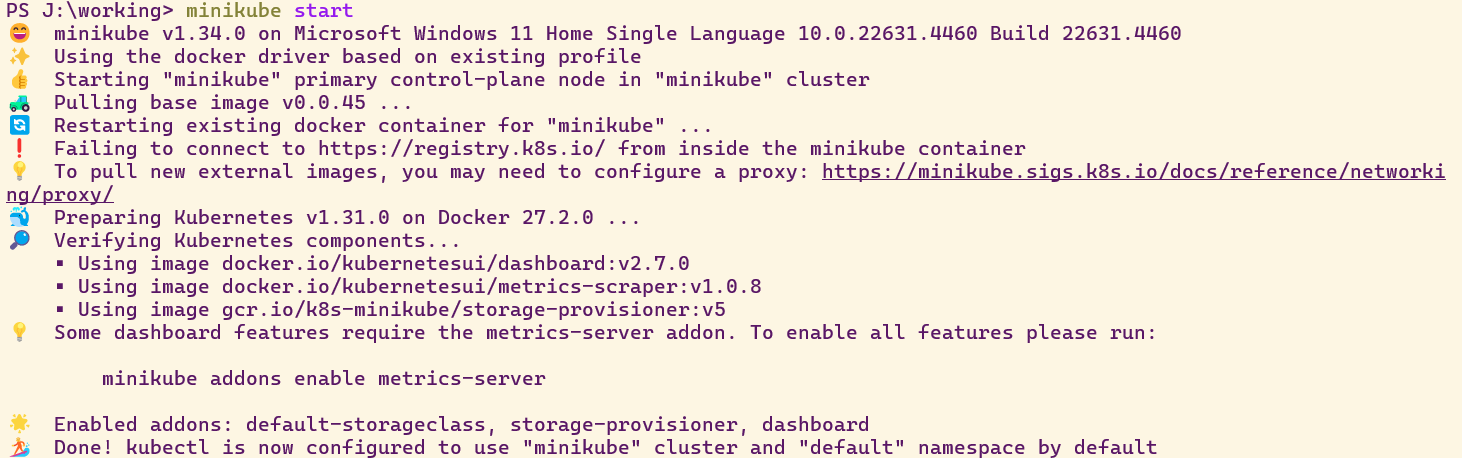 PS J:\working> minikube start
😄 minikube v1.34.0 on Microsoft Windows 11 Home Single Language 10.0.22631.4460 Build 22631.4460
✨ Using the docker driver based on existing profile
👍 Starting "minikube" primary control-plane node in "minikube" cluster
🚜 Pulling base image v0.0.45 ...
🔄 Restarting existing docker container for "minikube" ...
❗ Failing to connect to https://registry.k8s.io/ from inside the minikube container
💡 To pull new external images, you may need to configure a proxy: https://minikube.sigs.k8s.io/docs/reference/networki
ng/proxy/
🐳 Preparing Kubernetes v1.31.0 on Docker 27.2.0 ...
🔎 Verifying Kubernetes components...
▪ Using image docker.io/kubernetesui/dashboard:v2.7.0
▪ Using image docker.io/kubernetesui/metrics-scraper:v1.0.8
▪ Using image gcr.io/k8s-minikube/storage-provisioner:v5
💡 Some dashboard features require the metrics-server addon. To enable all features please run:
minikube addons enable metrics-server
🌟 Enabled addons: default-storageclass, storage-provisioner, dashboard
🏄 Done! kubectl is now configured to use "minikube" cluster and "default" namespace by default